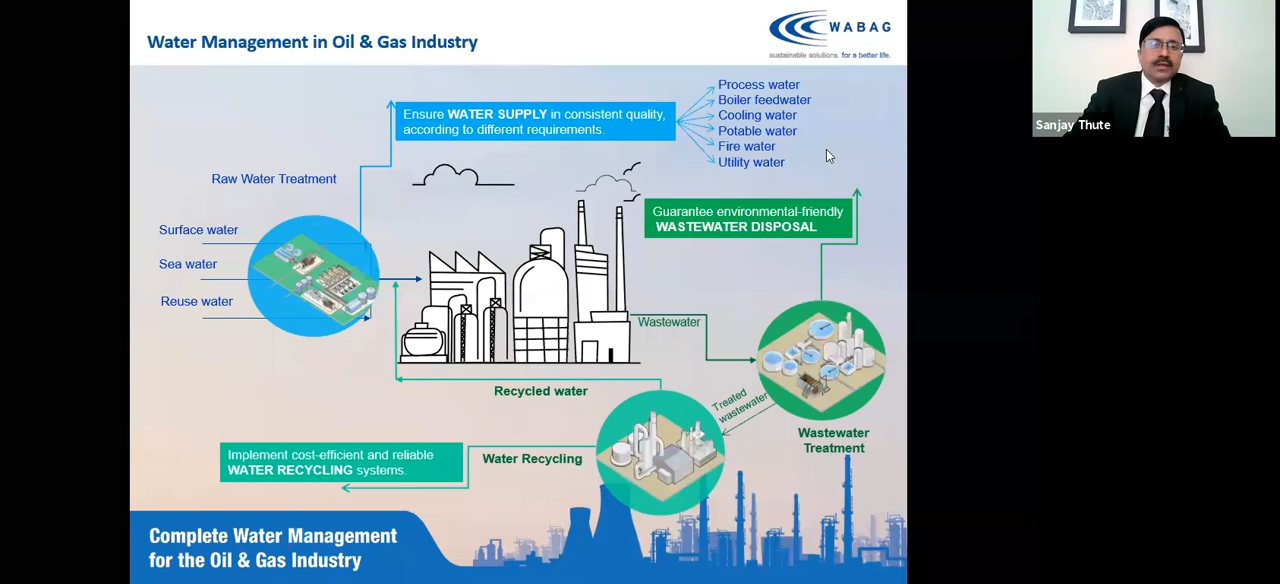 Water Management in Oil & Gas Industry
WABAG
sustainable solutions. for a better life.
Sanjay Thute
Ensure WATER SUPPLY in consistent quality,
according to different requirements.
Process water
Boiler feedwater
Cooling water
Potable water
Fire water
Utility water
Raw Water Treatment
Surface water
Sea water
Reuse water
Guarantee environmental-friendly
WASTEWATER DISPOSAL
Wastewater
Recycled water
Treated
wastewater
Wastewater
Treatment
Implement cost-efficient and reliable
WATER RECYCLING systems.
Water Recycling
Complete Water Management
for the Oil & Gas Industry